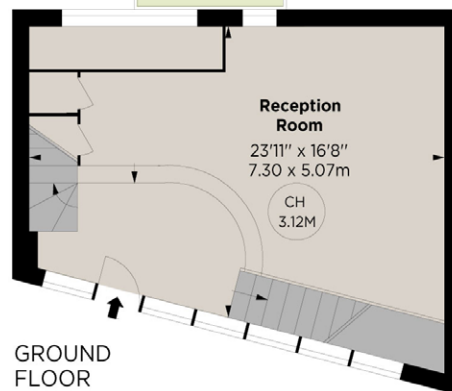 Reception
Room
23'11" x 16'8"
7.30 x 5.07m
CH
3.12M
GROUND
FLOOR